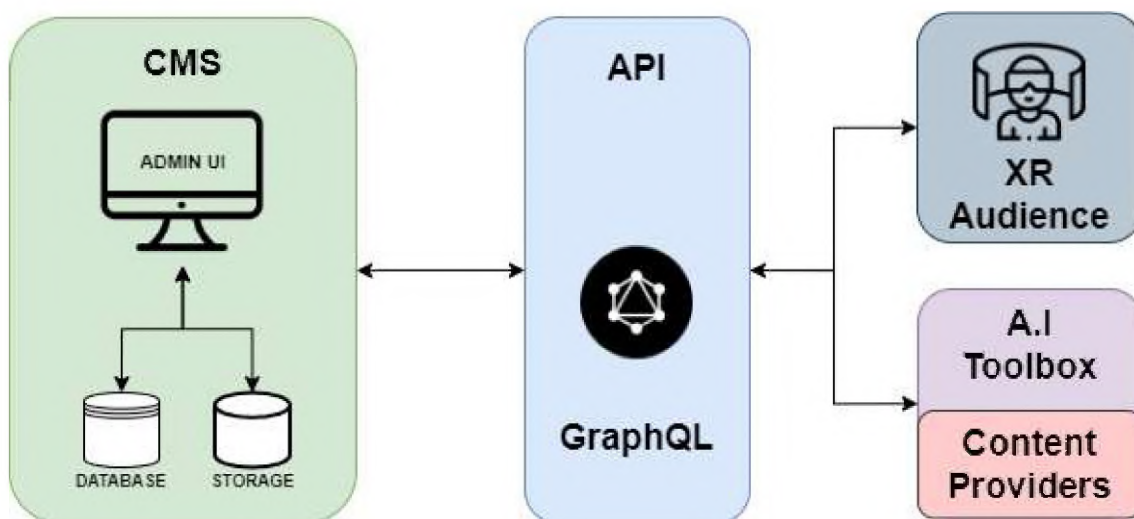 CMS
ADMIN UI
DATABASE
STORAGE
API
GraphQL
XR
Audience
A.I
Toolbox
Content
Providers